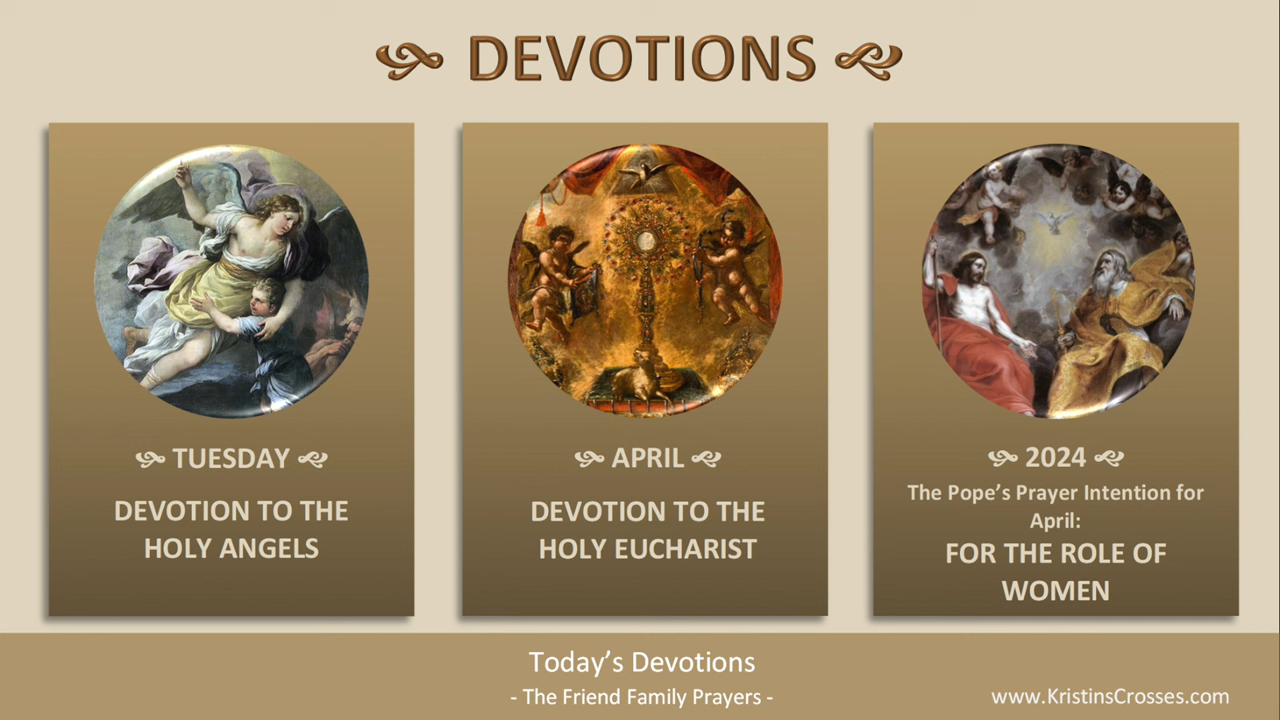 DEVOTIONS
TUESDAY
DEVOTION TO THE
HOLY ANGELS
APRIL
DEVOTION TO THE
HOLY EUCHARIST
2024
The Pope’s Prayer Intention for
April:
FOR THE ROLE OF
WOMEN
Today’s Devotions
- The Friend Family Prayers -
www.KristinsCrosses.com